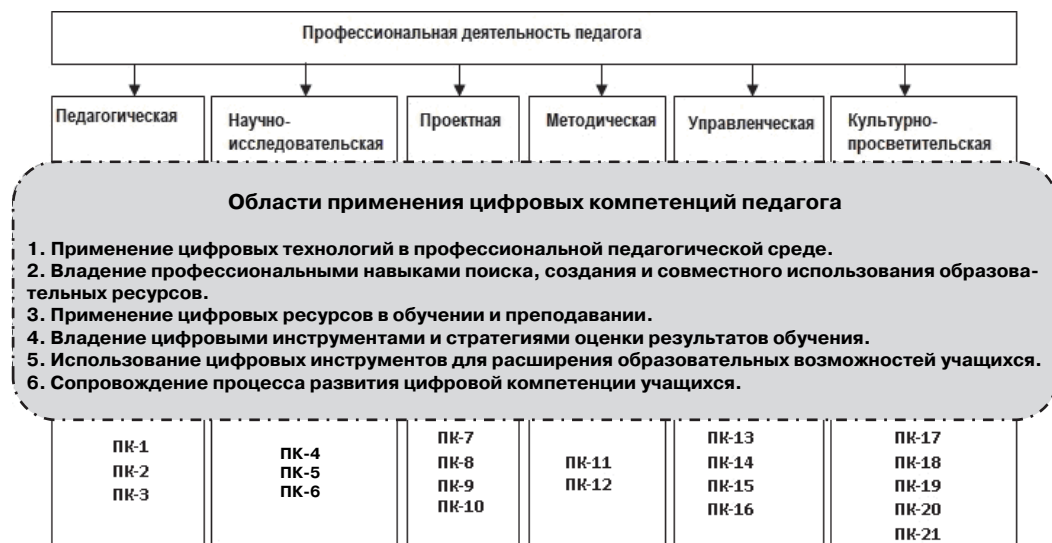 Профессиональная деятельность педагога
Педагогическая
Научно-
исследовательская
Проектная
Методическая
Управленческая
Культурно-
просветительская
Области применения цифровых компетенций педагога
1. Применение цифровых технологий в профессиональной педагогической среде.
2. Владение профессиональными навыками поиска, создания и совместного использования образова-
тельных ресурсов.
3. Применение цифровых ресурсов в обучении и преподавании.
4. Владение цифровыми инструментами и стратегиями оценки результатов обучения.
5. Использование цифровых инструментов для расширения образовательных возможностей учащихся.
6. Сопровождение процесса развития цифровой компетенции учащихся.
ПК-1
ПК-2
ПК-3
ПК-4
ПК-5
ПК-6
ПК-7
ПК-8
ПК-9
ПК-10
ПК-11
ПК-12
ПК-13
ПК-14
ПК-15
ПК-16
ПК-17
ПК-18
ПК-19
ПК-20
ПК-21